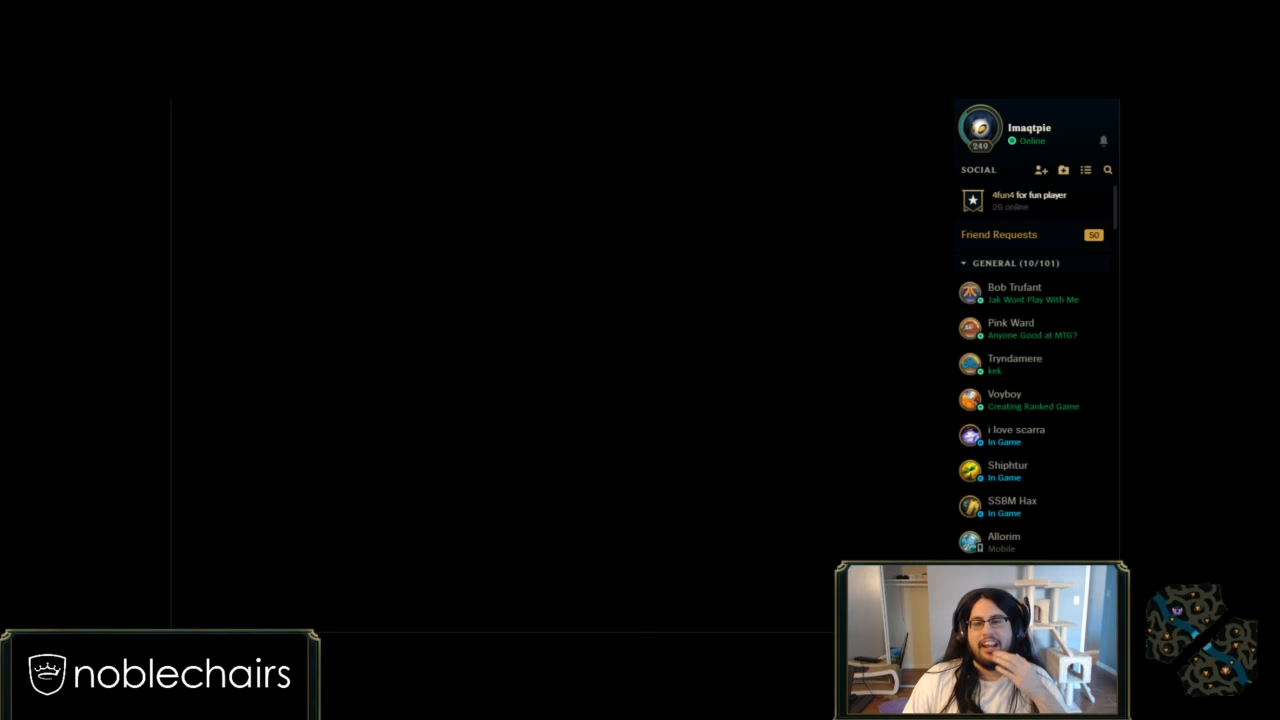 Imaqtpie
249
Online
SOCIAL
4fun4 for fun player
26 online
Friend Requests
50
GENERAL (10/101)
Bob Trufant
Jak Wont Play With Me
Pink Ward
Anyone Good at MTG?
Tryndamere
kek
Voyboy
Creating Ranked Game
i love scarra
In Game
Shiphtur
In Game
SSBM Hax
In Game
Allorim
Mobile
noblechairs